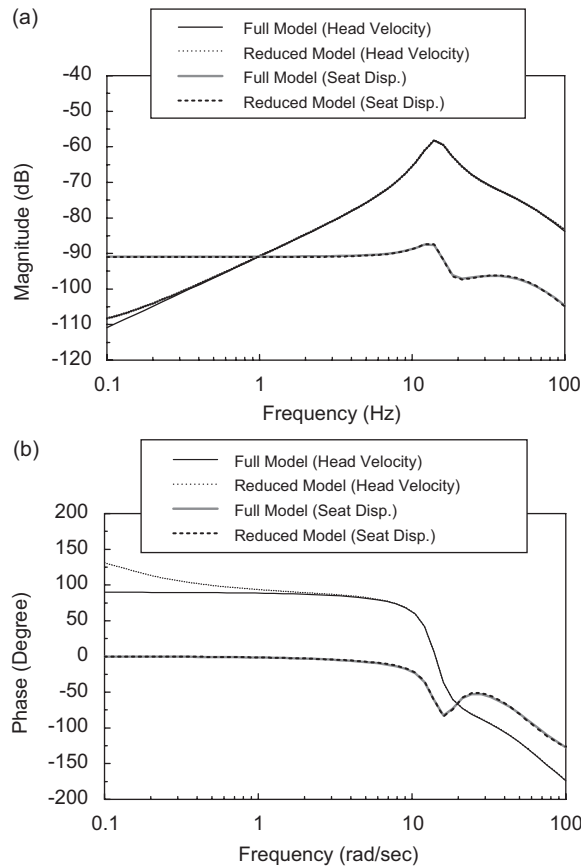 (a)
Full Model (Head Velocity)
Reduced Model (Head Velocity)
Full Model (Seat Disp.)
Reduced Model (Seat Disp.)
-40
-50
-60
-70
-80
-90
-100
-110
-120
Magnitude (dB)
0.1
1
10
100
Frequency (Hz)
(b)
Full Model (Head Velocity)
Reduced Model (Head Velocity)
Full Model (Seat Disp.)
Reduced Model (Seat Disp.)
200
150
100
50
0
-50
-100
-150
-200
Phase (Degree)
0.1
1
10
100
Frequency (rad/sec)